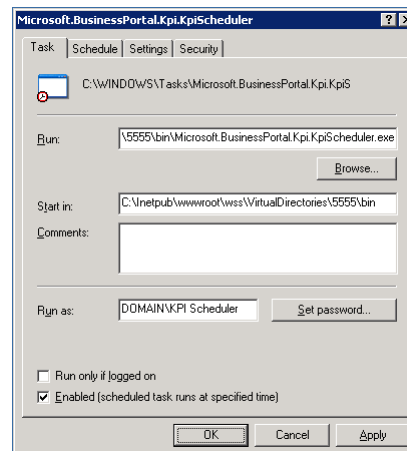 Microsoft.BusinessPortal.Kpi.KpiScheduler
Task Schedule Settings Security
C:\WINDOWS\Tasks\Microsoft.BusinessPortal.Kpi.KpiS
Run: \5555\bin\Microsoft.BusinessPortal.Kpi.KpiScheduler.exe
Browse...
Start in: C:\Inetpub\wwwroot\wss\VirtualDirectories\5555\bin
Comments:
Run as: DOMAIN\KPI Scheduler Set password...
Run only if logged on
Enabled (scheduled task runs at specified time)
OK Cancel Apply